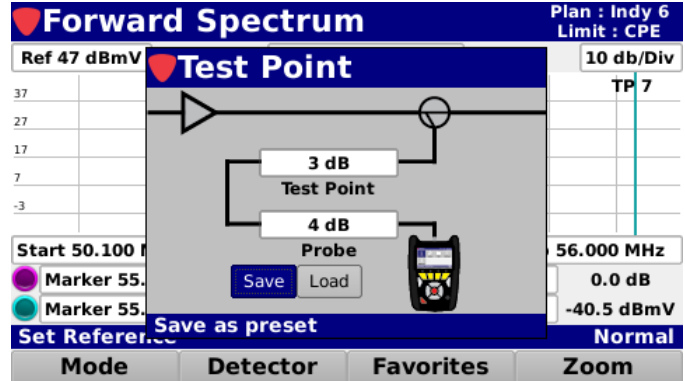 Forward Spectrum
Plan : Indy 6
Limit : CPE
Ref 47 dBmV
10 db/Div
Test Point
TP 7
37
27
17
7
-3
3 dB
Test Point
4 dB
Probe
Start 50.100
56.000 MHz
Save Load
Marker 55.
0.0 dB
Marker 55.
-40.5 dBmV
Save as preset
Set Reference
Normal
Mode Detector Favorites Zoom